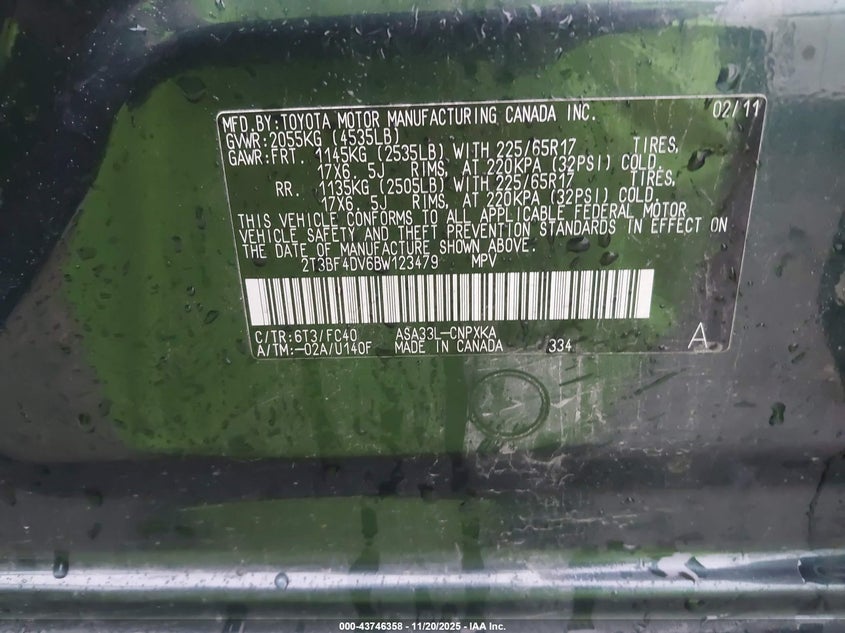 MFD.BY:TOYOTA MOTOR MANUFACTURING CANADA INC. 02/11
GVWR:2055KG (4535LB)
GAWR:FRT. 1145KG (2535LB) WITH 225/65R17 TIRES,
17X6.5J RIMS, AT 220KPA (32PSI) COLD.
RR. 1135KG (2505LB) WITH 225/65R17 TIRES,
17X6.5J RIMS, AT 220KPA (32PSI) COLD.
THIS VEHICLE CONFORMS TO ALL APPLICABLE FEDERAL MOTOR
VEHICLE SAFETY AND THEFT PREVENTION STANDARDS IN EFFECT ON
THE DATE OF MANUFACTURE SHOWN ABOVE.
2T3BF4DV6BW123479 MPV
C/TR:6T3/FC40 ASA33L-CNPXKA
A/TM:-02A/U140F MADE IN CANADA 334 A
000-43746358 - 11/20/2025 - IAA Inc.